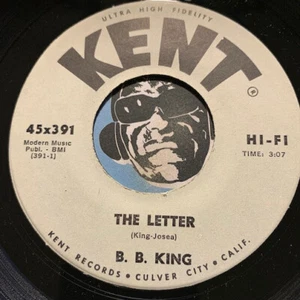 ULTRA HIGH FIDELITY
KENT
45x391
Modern Music
Publ. - BMI
(391-1)
HI-FI
TIME: 3:07
THE LETTER
(King-Josea)
B. B. KING
KENT RECORDS • CULVER CITY • CALIF.